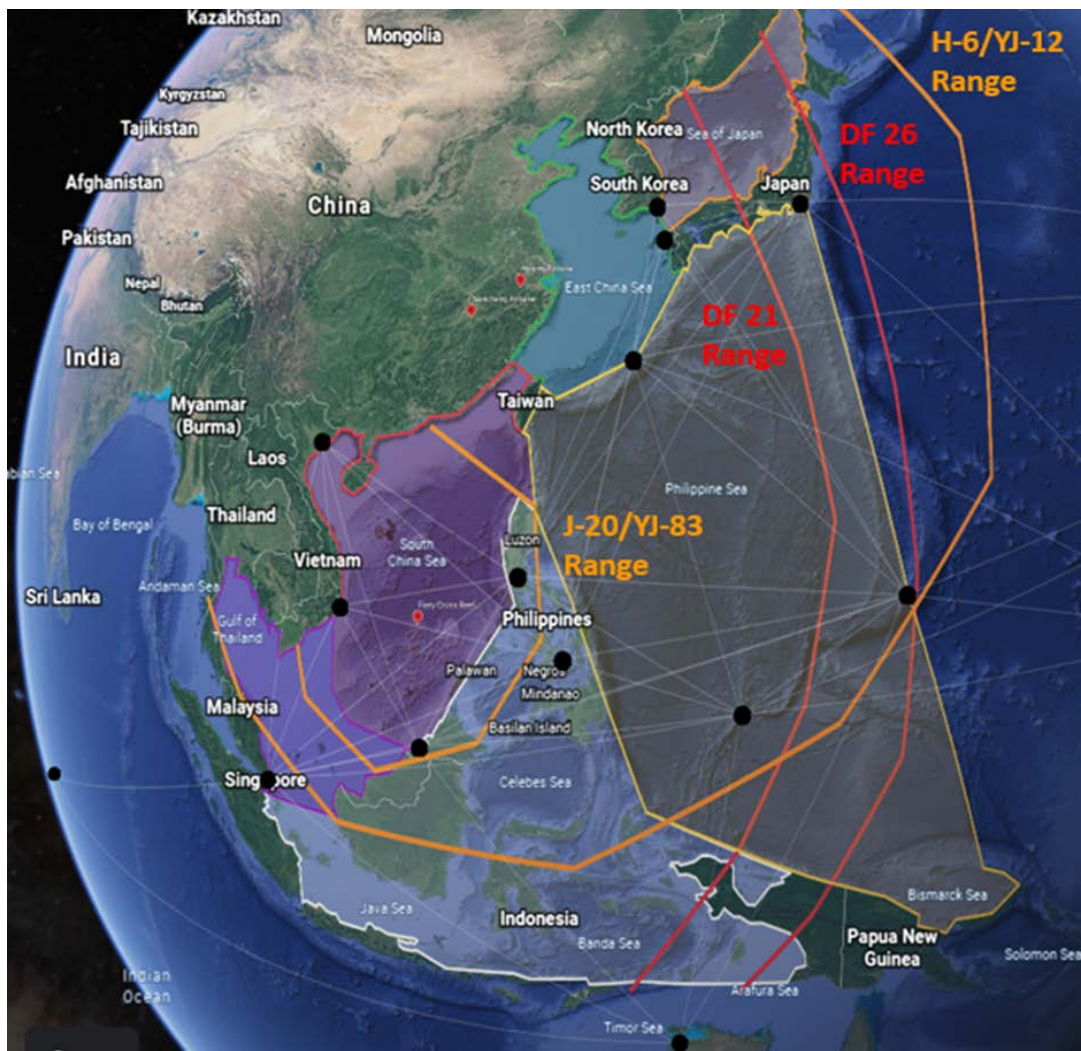 Kazakhstan
Mongolia
H-6/YJ-12
Range
Kyrgyzstan
Tajikistan
North Korea
Sea of Japan
DF 26
Range
Afghanistan
South Korea
Japan
China
Pakistan
Nepal
Bhutan
East China Sea
DF 21
Range
India
Myanmar
(Burma)
Taiwan
Laos
Philippine Sea
Bay of Bengal
Thailand
J-20/YJ-83
Range
Luzon
South
China Sea
Vietnam
Andaman Sea
Sri Lanka
Gulf of
Thailand
Fiery Cross Reef
Philippines
Palawan
Negros
Mindanao
Malaysia
Basilan Island
Singapore
Celebes Sea
Bismarck Sea
Java Sea
Indonesia
Banda Sea
Papua New
Guinea
Solomon Sea
Indian
Ocean
Arafura Sea
Timor Sea